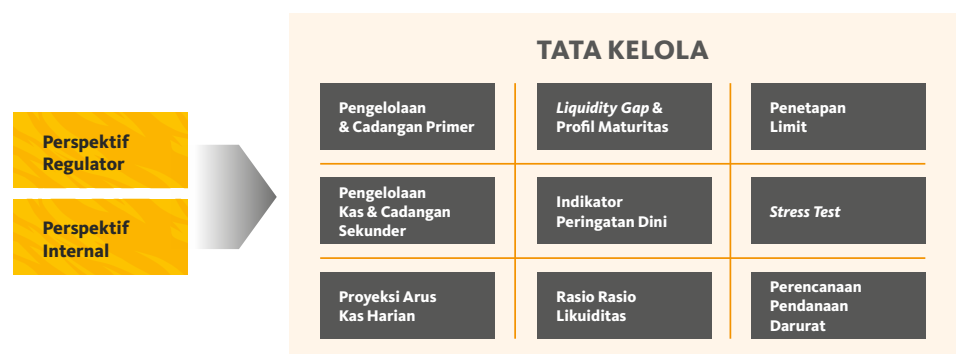 TATA KELOLA
Perspektif
Regulator
Perspektif
Internal
Pengelolaan
& Cadangan Primer
Liquidity Gap &
Profil Maturitas
Penetapan
Limit
Pengelolaan
Kas & Cadangan
Sekunder
Indikator
Peringatan Dini
Stress Test
Proyeksi Arus
Kas Harian
Rasio Rasio
Likuiditas
Perencanaan
Pendanaan
Darurat